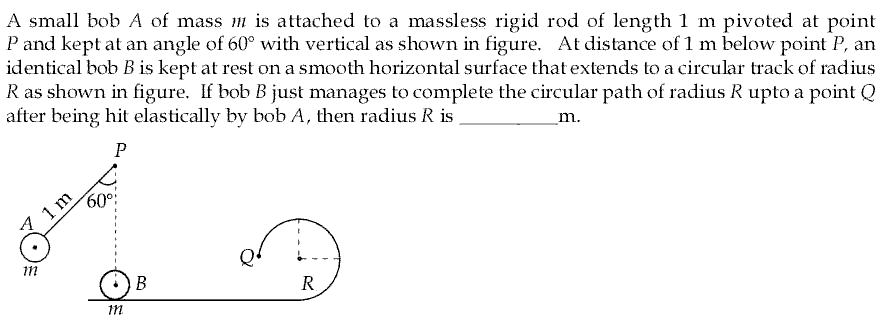 A small bob A of mass m is attached to a massless rigid rod of length 1 m pivoted at point
P and kept at an angle of 60° with vertical as shown in figure. At distance of 1 m below point P, an
identical bob B is kept at rest on a smooth horizontal surface that extends to a circular track of radius
R as shown in figure. If bob B just manages to complete the circular path of radius R upto a point Q
after being hit elastically by bob A, then radius R is __________m.
P
1 m
60°
A
m
Q
B
R
m